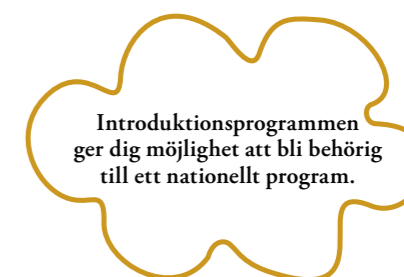 Introduktionsprogrammen
ger dig möjlighet att bli behörig
till ett nationellt program.